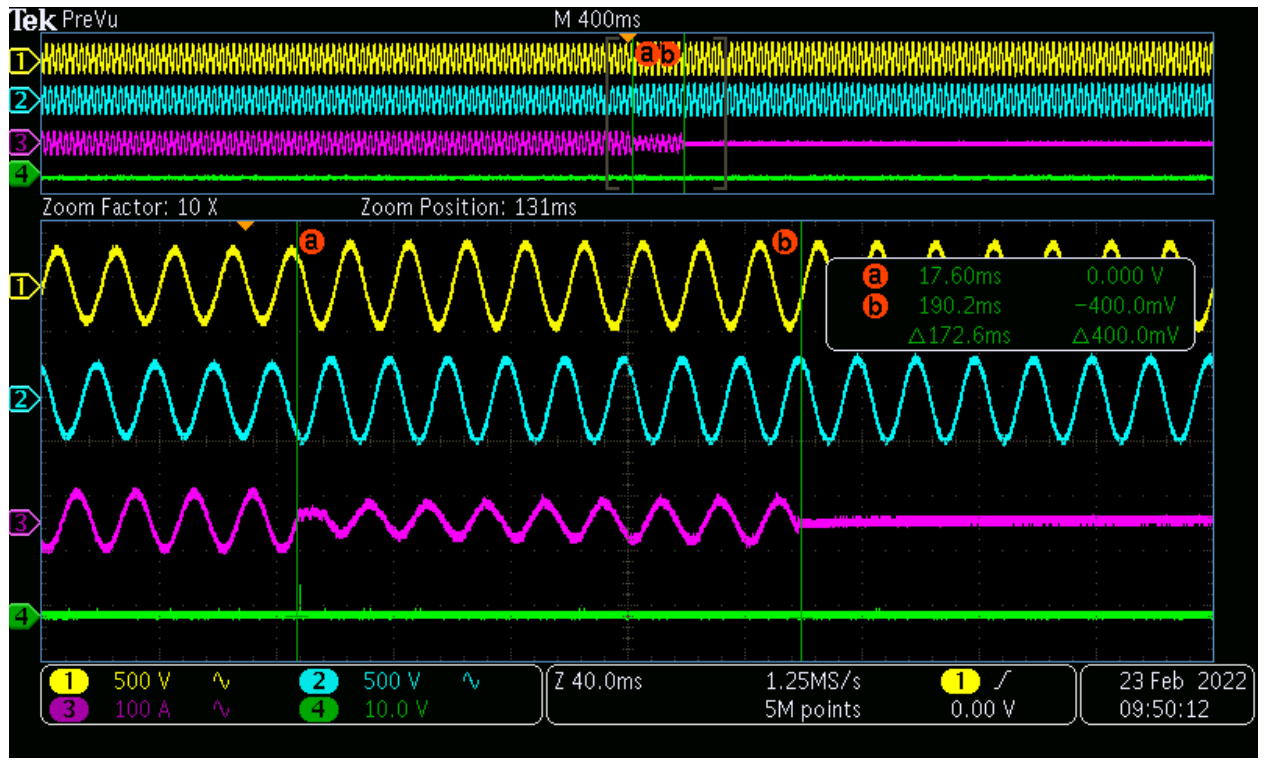 Tek PreVu M 400ms
a b
1
2
3
4
Zoom Factor: 10 X Zoom Position: 131ms
a b
1
a 17.60ms 0.000 V
b 190.2ms −400.0mV
△172.6ms △400.0mV
2
3
4
1 500 V 2 500 V Z 40.0ms 1.25MS/s 1 23 Feb 2022
3 100 A 4 10.0 V 5M points 0.00 V 09:50:12